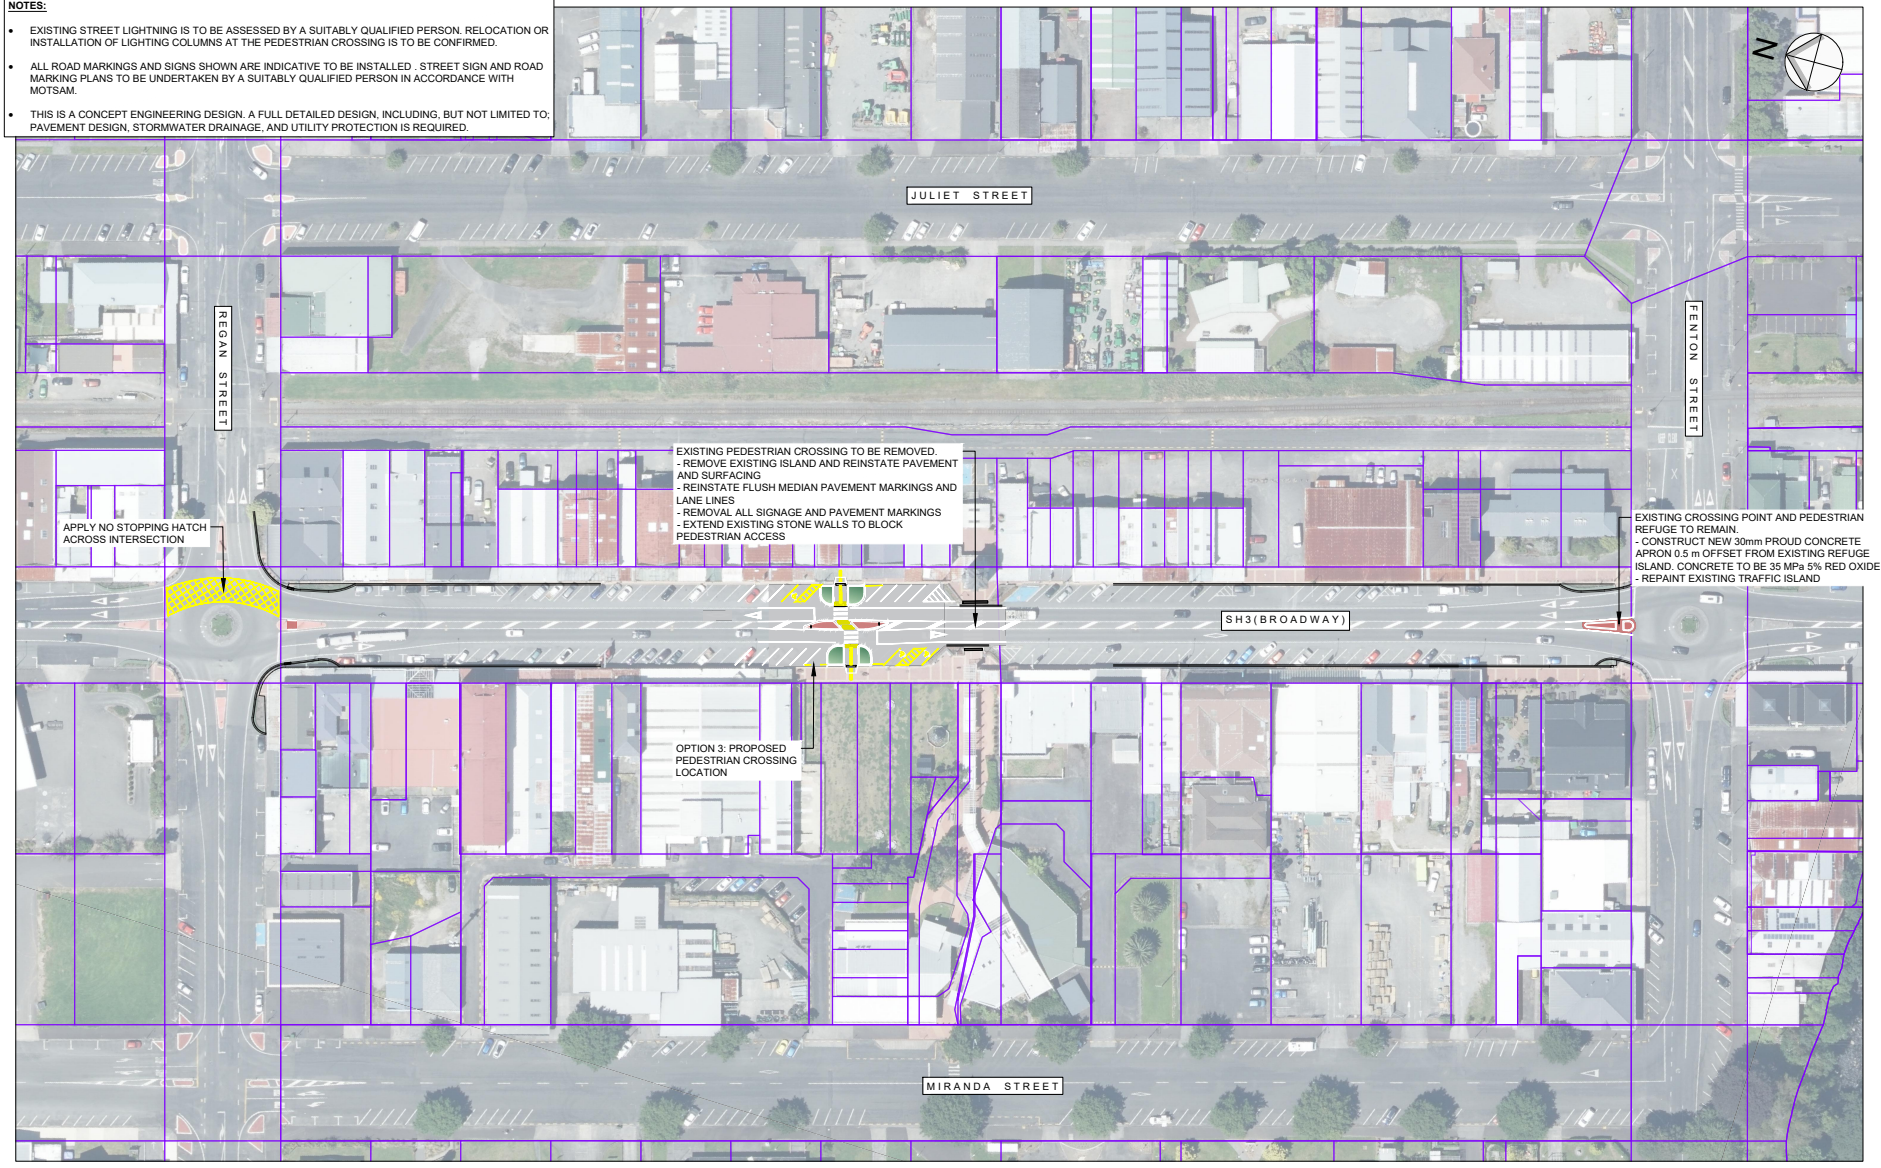 NOTES:
• EXISTING STREET LIGHTNING IS TO BE ASSESSED BY A SUITABLY QUALIFIED PERSON. RELOCATION OR
INSTALLATION OF LIGHTING COLUMNS AT THE PEDESTRIAN CROSSING IS TO BE CONFIRMED.
• ALL ROAD MARKINGS AND SIGNS SHOWN ARE INDICATIVE TO BE INSTALLED . STREET SIGN AND ROAD
MARKING PLANS TO BE UNDERTAKEN BY A SUITABLY QUALIFIED PERSON IN ACCORDANCE WITH
MOTSAM.
• THIS IS A CONCEPT ENGINEERING DESIGN. A FULL DETAILED DESIGN, INCLUDING, BUT NOT LIMITED TO;
PAVEMENT DESIGN, STORMWATER DRAINAGE, AND UTILITY PROTECTION IS REQUIRED.
N
JULIET STREET
REGAN STREET
FENTON STREET
EXISTING PEDESTRIAN CROSSING TO BE REMOVED.
- REMOVE EXISTING ISLAND AND REINSTATE PAVEMENT
AND SURFACING
- REINSTATE FLUSH MEDIAN PAVEMENT MARKINGS AND
LANE LINES
- REMOVAL ALL SIGNAGE AND PAVEMENT MARKINGS
- EXTEND EXISTING STONE WALLS TO BLOCK
PEDESTRIAN ACCESS
APPLY NO STOPPING HATCH
ACROSS INTERSECTION
EXISTING CROSSING POINT AND PEDESTRIAN
REFUGE TO REMAIN.
- CONSTRUCT NEW 30mm PROUD CONCRETE
APRON 0.5 m OFFSET FROM EXISTING REFUGE
ISLAND. CONCRETE TO BE 35 MPa 5% RED OXIDE
- REPAINT EXISTING TRAFFIC ISLAND
SH3(BROADWAY)
OPTION 3: PROPOSED
PEDESTRIAN CROSSING
LOCATION
MIRANDA STREET